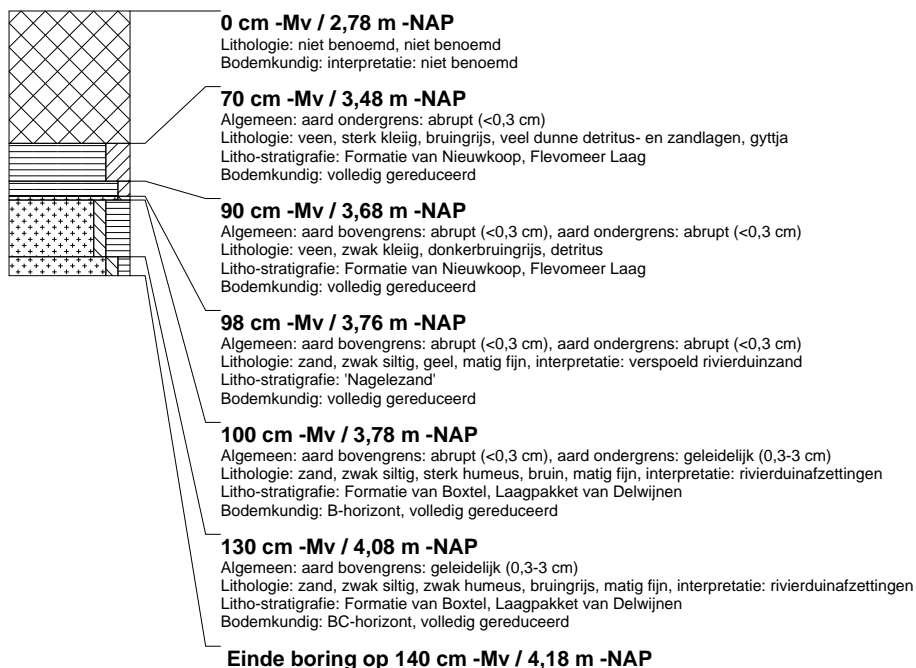 0 cm -Mv / 2,78 m -NAP
Lithologie: niet benoemd, niet benoemd
Bodemkundig: interpretatie: niet benoemd
70 cm -Mv / 3,48 m -NAP
Algemeen: aard ondergrens: abrupt (<0,3 cm)
Lithologie: veen, sterk kleiig, bruingrijs, veel dunne detritus- en zandlagen, gyttja
Litho-stratigrafie: Formatie van Nieuwkoop, Flevomeer Laag
Bodemkundig: volledig gereduceerd
90 cm -Mv / 3,68 m -NAP
Algemeen: aard bovengrens: abrupt (<0,3 cm), aard ondergrens: abrupt (<0,3 cm)
Lithologie: veen, zwak kleiig, donkerbruingrijs, detritus
Litho-stratigrafie: Formatie van Nieuwkoop, Flevomeer Laag
Bodemkundig: volledig gereduceerd
98 cm -Mv / 3,76 m -NAP
Algemeen: aard bovengrens: abrupt (<0,3 cm), aard ondergrens: abrupt (<0,3 cm)
Lithologie: zand, zwak siltig, geel, matig fijn, interpretatie: verspoeld rivierduinzand
Litho-stratigrafie: 'Nagelezand'
Bodemkundig: volledig gereduceerd
100 cm -Mv / 3,78 m -NAP
Algemeen: aard bovengrens: abrupt (<0,3 cm), aard ondergrens: geleidelijk (0,3-3 cm)
Lithologie: zand, zwak siltig, sterk humeus, bruin, matig fijn, interpretatie: rivierduinafzettingen
Litho-stratigrafie: Formatie van Boxtel, Laagpakket van Delwijnen
Bodemkundig: B-horizont, volledig gereduceerd
130 cm -Mv / 4,08 m -NAP
Algemeen: aard bovengrens: geleidelijk (0,3-3 cm)
Lithologie: zand, zwak siltig, zwak humeus, bruingrijs, matig fijn, interpretatie: rivierduinafzettingen
Litho-stratigrafie: Formatie van Boxtel, Laagpakket van Delwijnen
Bodemkundig: BC-horizont, volledig gereduceerd
Einde boring op 140 cm -Mv / 4,18 m -NAP